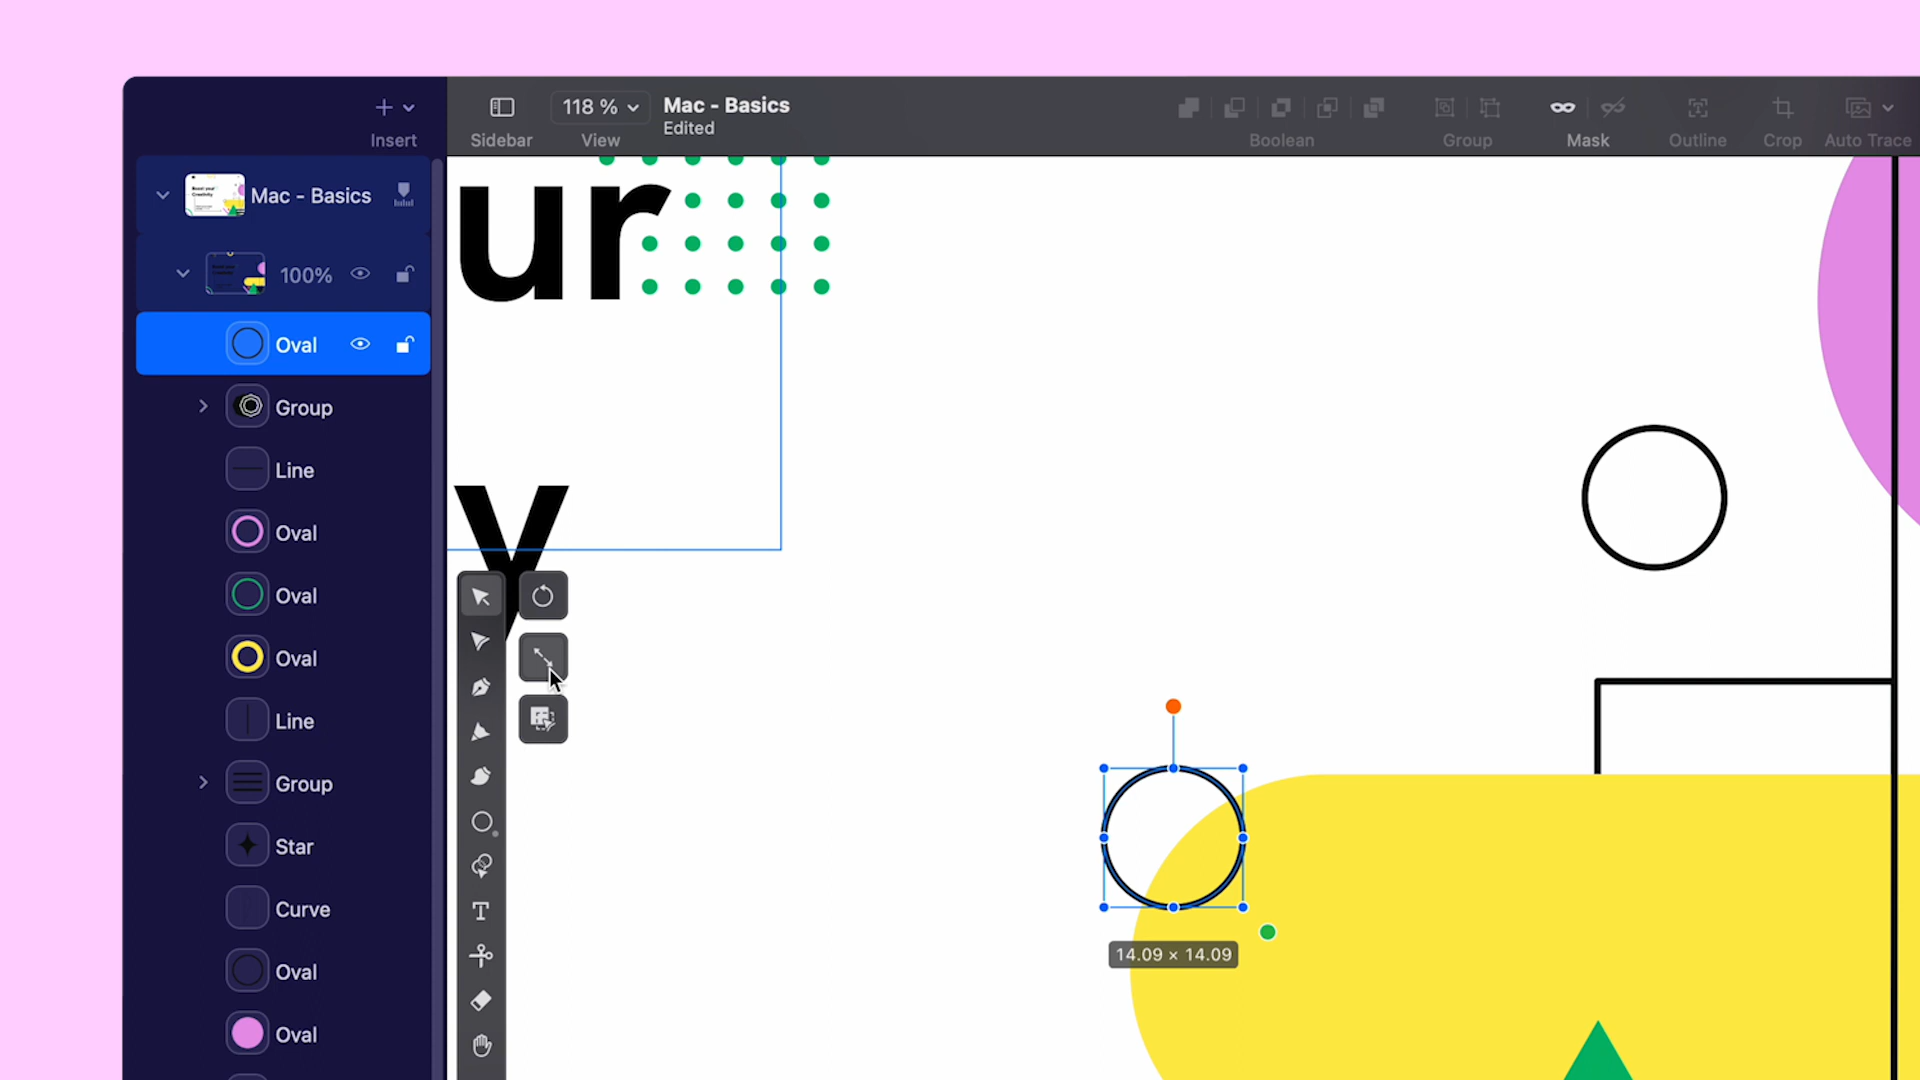 Insert
Sidebar
118 %
View
Mac - Basics
Edited
Boolean
Group
Mask
Outline
Crop
Auto Trace
Mac - Basics
100%
Oval
Group
Line
Oval
Oval
Oval
Line
Group
Star
Curve
Oval
Oval
ur
y
14.09 × 14.09